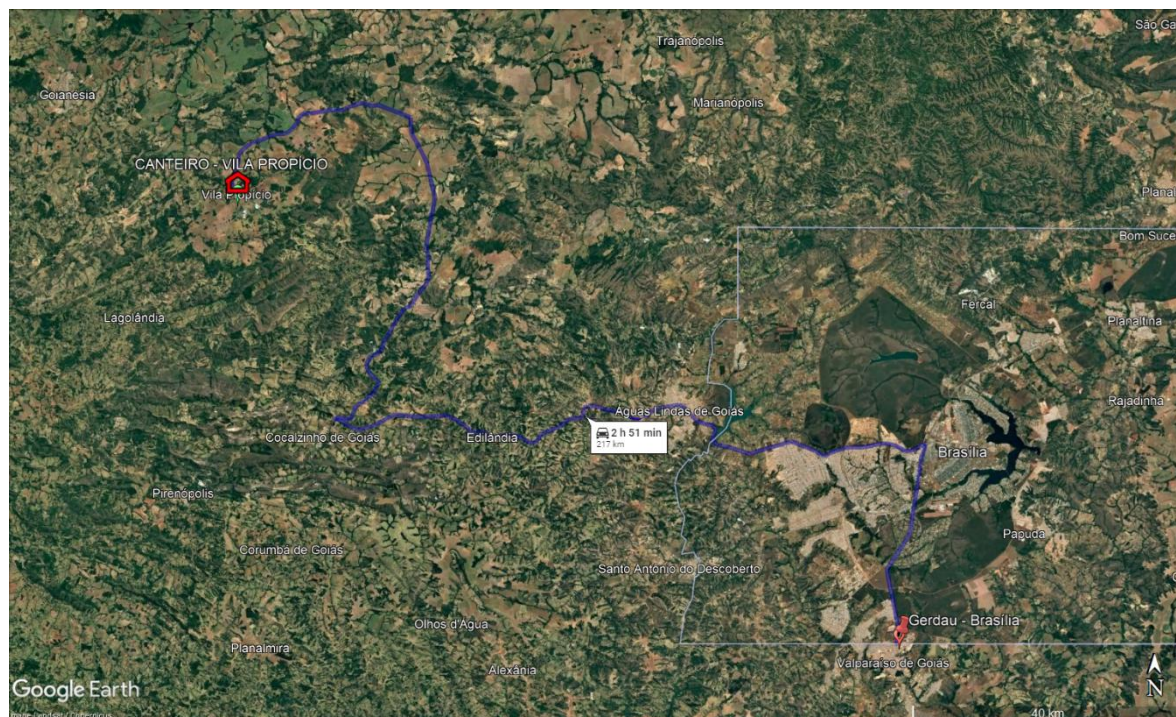 São Ga
Trajanópolis
Goianésia
Marianópolis
CANTEIRO - VILA PROPÍCIO
Vila Propício
Planal
Bom Suce
Fercal
Lagolândia
Planaltina
Rajadinha
Águas Lindas de Goiás
2 h 51 min
217 km
Cocalzinho de Goiás
Edilândia
Brasília
Pirenópolis
Papuda
Corumbá de Goiás
Santo Antônio do Descoberto
Olhos d'Água
Gerdau - Brasília
Planalmira
Valparaíso de Goiás
Alexânia
Google Earth
N
40 km